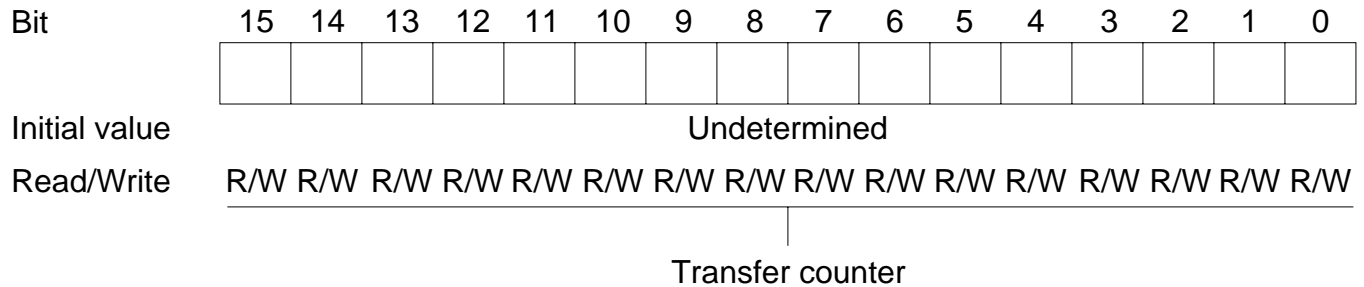 Bit 15 14 13 12 11 10 9 8 7 6 5 4 3 2 1 0
Initial value Undetermined
Read/Write R/W R/W R/W R/W R/W R/W R/W R/W R/W R/W R/W R/W R/W R/W R/W R/W
Transfer counter